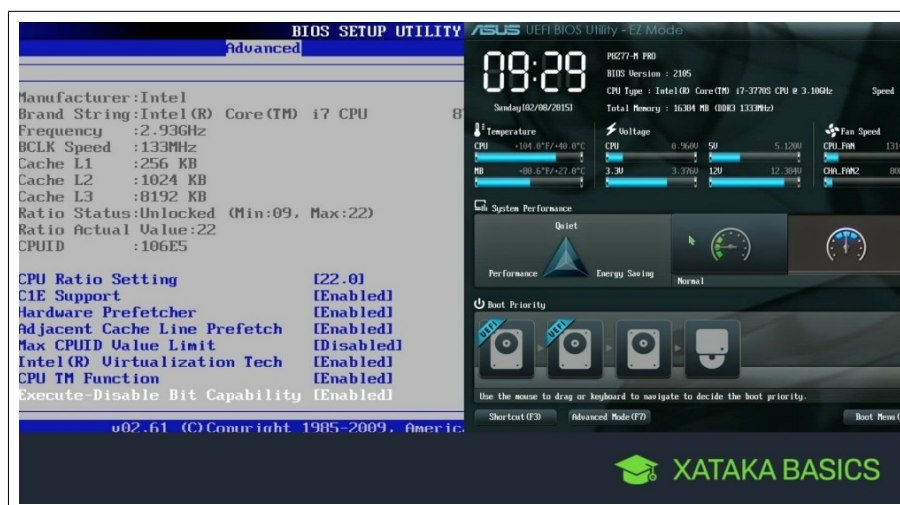 BIOS SETUP UTILITY
Advanced
Manufacturer:Intel
Brand String:Intel(R) Core(TM) i7 CPU 8
Frequency :2.93GHz
BCLK Speed :133MHz
Cache L1 :256 KB
Cache L2 :1024 KB
Cache L3 :8192 KB
Ratio Status:Unlocked (Min:09, Max:22)
Ratio Actual Value:22
CPUID :106E5
CPU Ratio Setting [22.0]
C1E Support [Enabled]
Hardware Prefetcher [Enabled]
Adjacent Cache Line Prefetch [Enabled]
Max CPUID Value Limit [Disabled]
Intel(R) Virtualization Tech [Enabled]
CPU TM Function [Enabled]
Execute-Disable Bit Capability [Enabled]
v02.61 (C)Copyright 1985-2009, Americ
ASUS UEFI BIOS Utility - EZ Mode
09:29
Sunday[02/08/2015]
P8Z77-M PRO
BIOS Version : 2105
CPU Type : Intel(R) Core(TM) i7-3770S CPU @ 3.10GHz Speed
Total Memory : 16384 MB (DDR3 1333MHz)
Temperature
CPU +104.0°F/+40.0°C
MB +80.6°F/+27.0°C
Voltage
CPU 0.960V 5V 5.120V
3.3V 3.376V 12V 12.384V
Fan Speed
CPU_FAN 131
CHA_FAN2 80
System Performance
Quiet
Performance
Energy Saving
Normal
Boot Priority
UEFI
UEFI
Use the mouse to drag or keyboard to navigate to decide the boot priority.
Shortcut(F3) Advanced Mode(F7) Boot Menu(
XATAKA BASICS